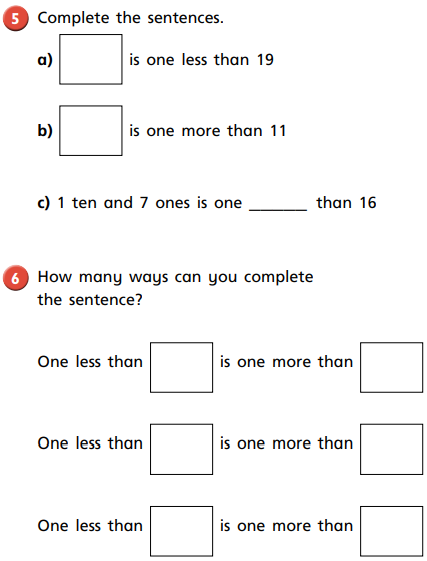 5 Complete the sentences.
a) is one less than 19
b) is one more than 11
c) 1 ten and 7 ones is one ______ than 16
6 How many ways can you complete
the sentence?
One less than is one more than
One less than is one more than
One less than is one more than